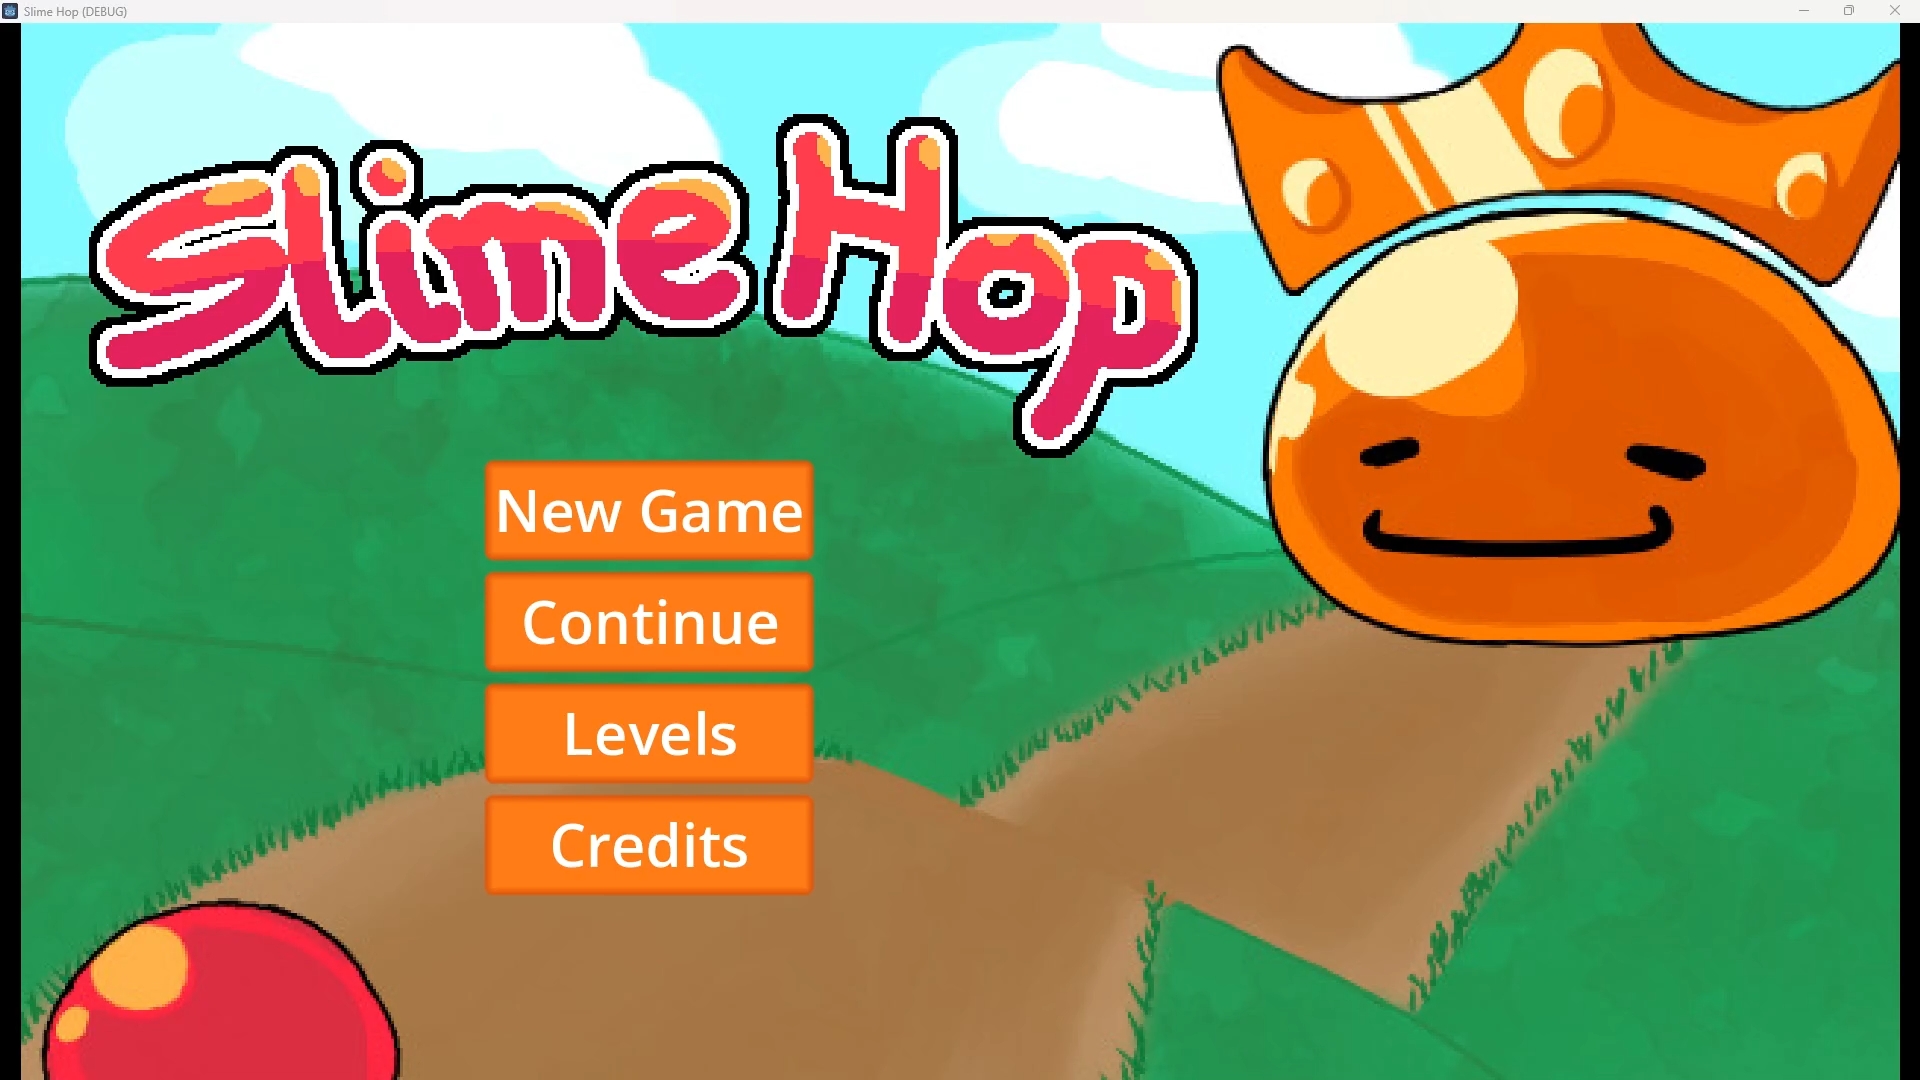 Slime Hop (DEBUG)
Slime Hop
New Game
Continue
Levels
Credits